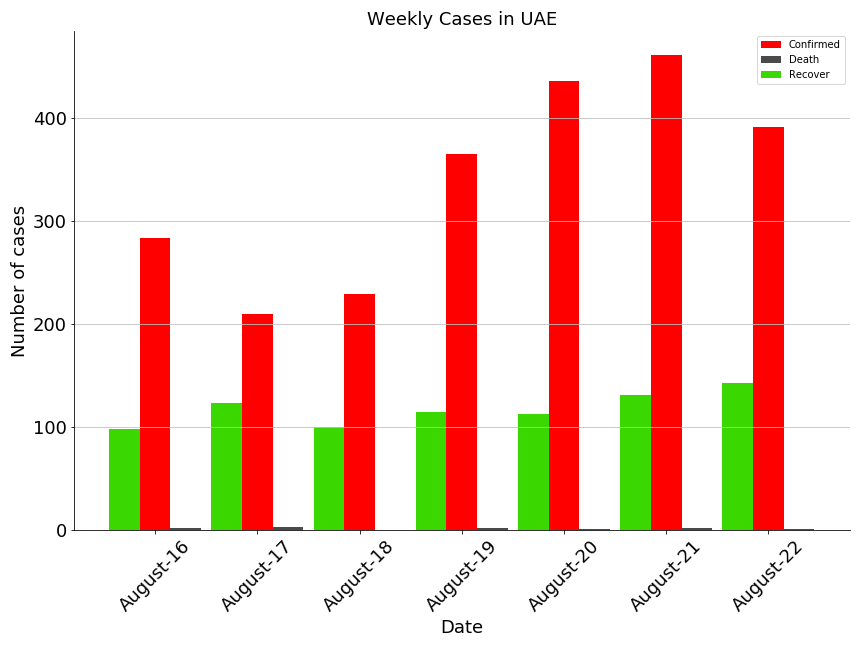 Weekly Cases in UAE
Confirmed
Death
Recover
Number of cases
400
300
200
100
0
August-16
August-17
August-18
August-19
August-20
August-21
August-22
Date